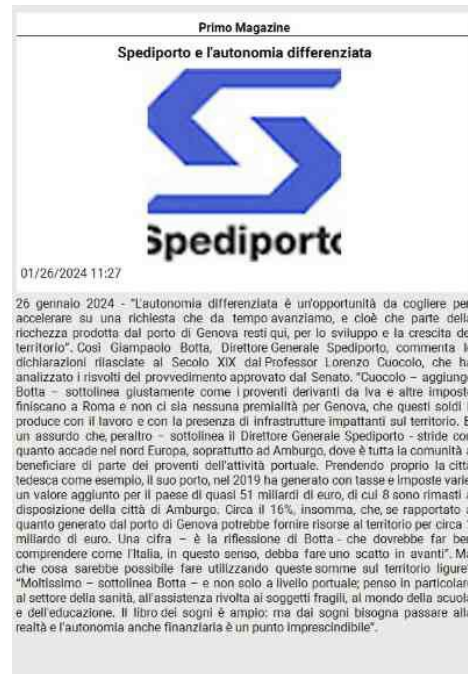 Primo Magazine
Spediporto e l'autonomia differenziata
Spediporto
01/26/2024 11:27
26 gennaio 2024 - "L'autonomia differenziata è un'opportunità da cogliere per
accelerare su una richiesta che da tempo avanziamo, e cioè che parte della
ricchezza prodotta dal porto di Genova resti qui, per lo sviluppo e la crescita del
territorio". Così Giampaolo Botta, Direttore Generale Spediporto, commenta le
dichiarazioni rilasciate al Secolo XIX dal Professor Lorenzo Cuocolo, che ha
analizzato i risvolti del provvedimento approvato dal Senato. "Cuocolo – aggiunge
Botta – sottolinea giustamente come i proventi derivanti da Iva e altre imposte
finiscano a Roma e non ci sia nessuna premialità per Genova, che questi soldi
produce con il lavoro e con la presenza di infrastrutture impattanti sul territorio. E'
un assurdo che, peraltro – sottolinea il Direttore Generale Spediporto - stride con
quanto accade nel nord Europa, soprattutto ad Amburgo, dove è tutta la comunità a
beneficiare di parte dei proventi dell'attività portuale. Prendendo proprio la città
tedesca come esempio, il suo porto, nel 2019 ha generato con tasse e imposte varie,
un valore aggiunto per il paese di quasi 51 miliardi di euro, di cui 8 sono rimasti a
disposizione della città di Amburgo. Circa il 16%, insomma, che, se rapportato a
quanto generato dal porto di Genova potrebbe fornire risorse al territorio per circa
miliardo di euro. Una cifra – è la riflessione di Botta - che dovrebbe far ben
comprendere come l'Italia, in questo senso, debba fare uno scatto in avanti". Ma
che cosa sarebbe possibile fare utilizzando queste somme sul territorio ligure?
"Moltissimo – sottolinea Botta – e non solo a livello portuale; penso in particolare
al settore della sanità, all'assistenza rivolta ai soggetti fragili, al mondo della scuola
e dell'educazione. Il libro dei sogni è ampio: ma dai sogni bisogna passare alla
realtà e l'autonomia anche finanziaria è un punto imprescindibile".